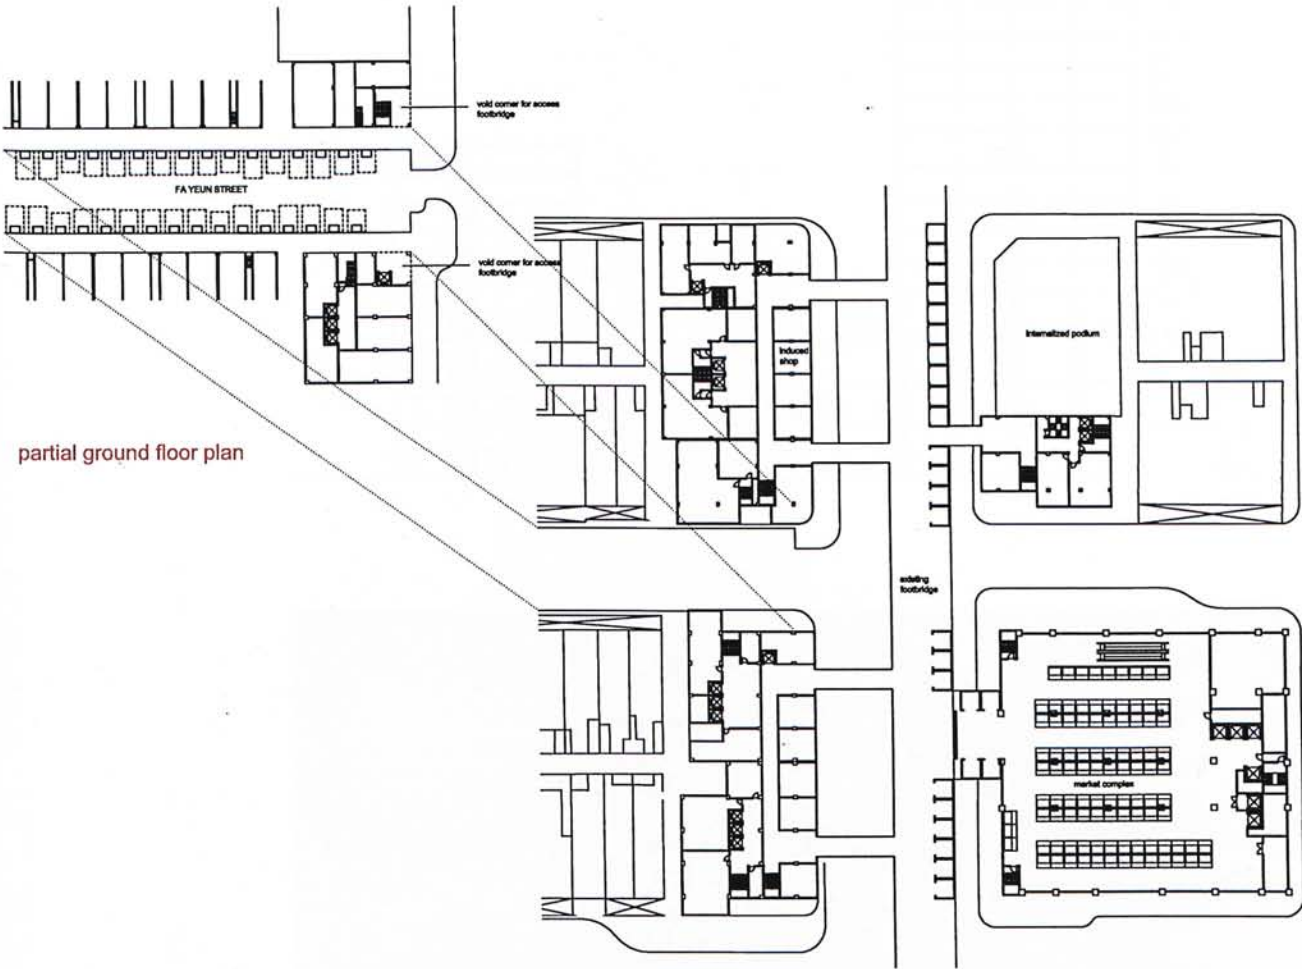 void corner for access
footbridge
FA YEUN STREET
void corner for access
footbridge
induced
shop
internalized podium
partial ground floor plan
existing
footbridge
market complex